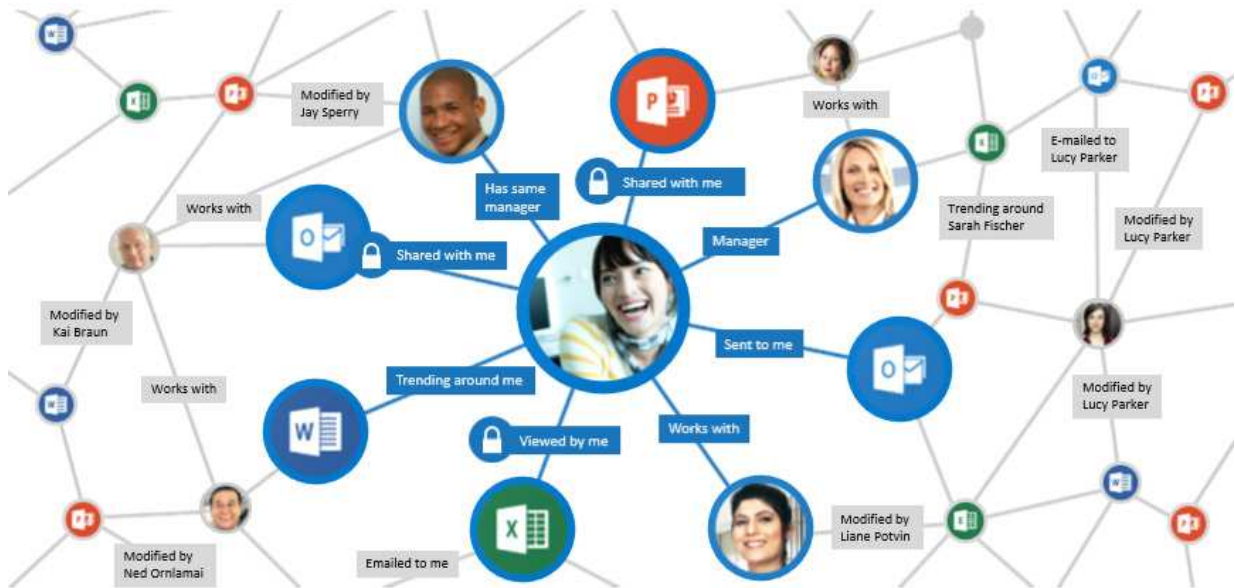 Modified by
Jay Sperry
Works with
E-mailed to
Lucy Parker
Has same
manager
Shared with me
Works with
Trending around
Sarah Fischer
Modified by
Lucy Parker
Manager
Shared with me
Modified by
Kai Braun
Sent to me
Works with
Trending around me
Modified by
Lucy Parker
Viewed by me
Works with
Modified by
Liane Potvin
Modified by
Ned Ornlamai
Emailed to me
W
X
P
P
O
P
X
O
P
W
W
O
P
X
X
W
P